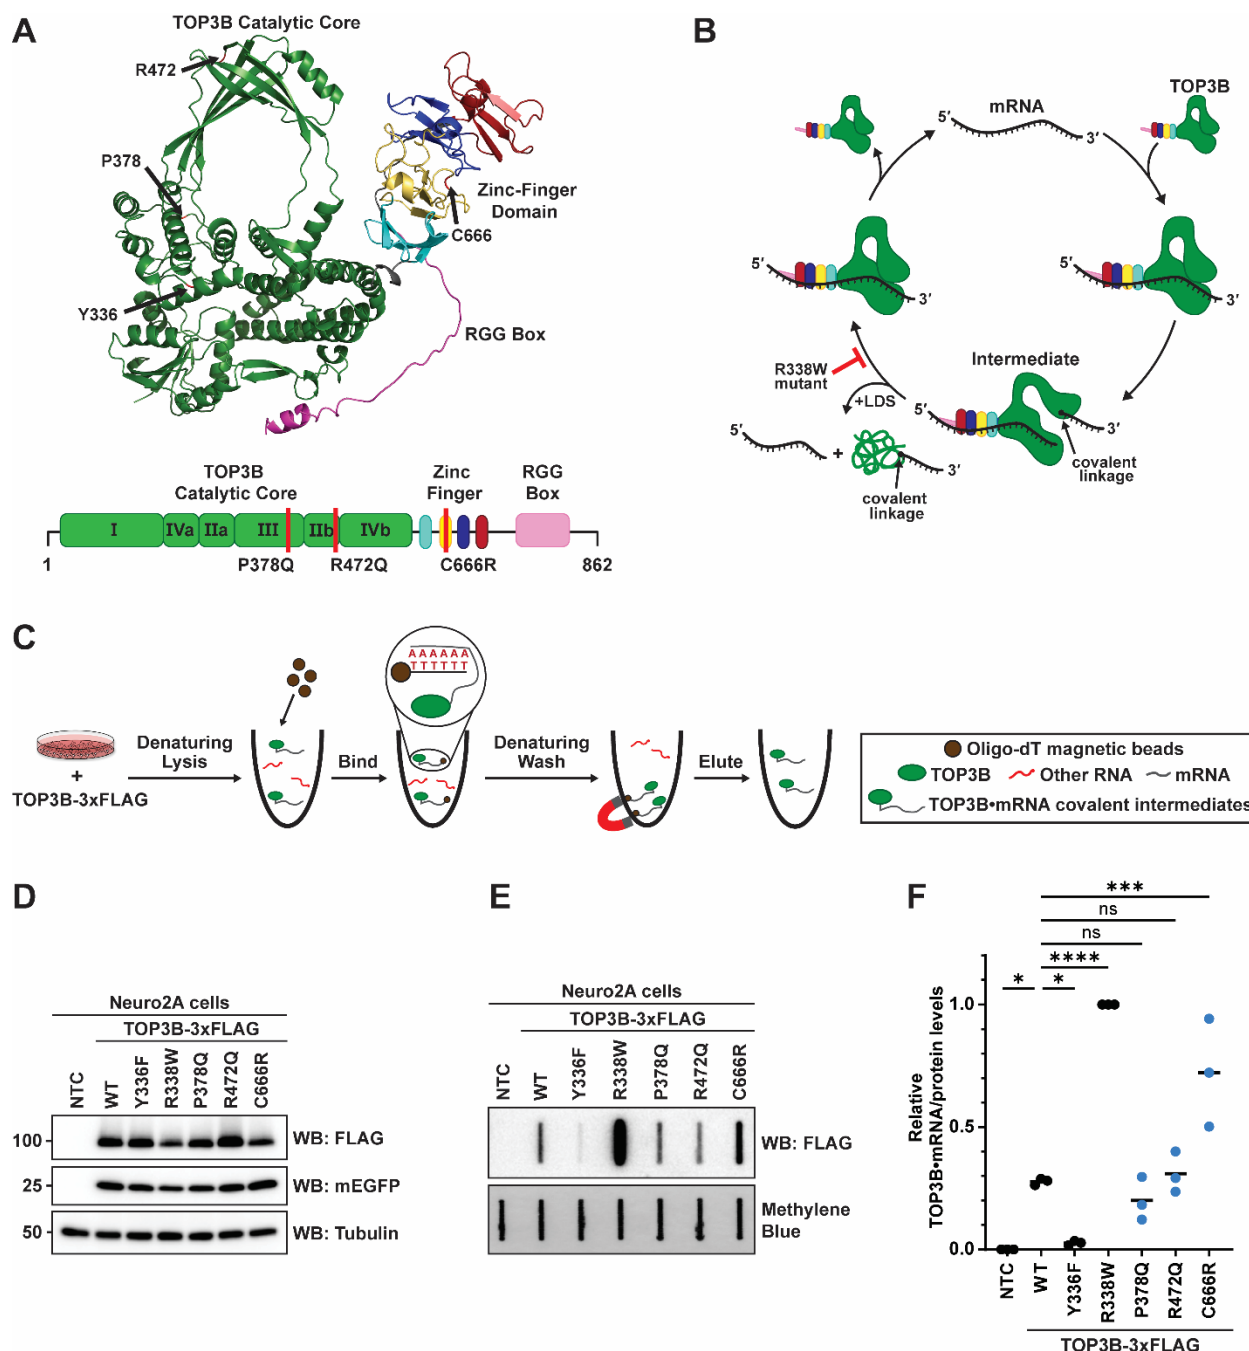 A
TOP3B Catalytic Core
R472
P378
Y336
Zinc-Finger
Domain
C666
RGG Box
TOP3B
Catalytic Core
Zinc
Finger
RGG
Box
I
IVa
IIa
III
IIb
IVb
1
P378Q
R472Q
C666R
862
B
mRNA
TOP3B
5′
3′
5′
3′
5′
3′
Intermediate
R338W
mutant
+LDS
5′
3′
covalent
linkage
5′
+
3′
covalent
linkage
C
TTTTTT
AAAAAA
+
TOP3B-3xFLAG
Denaturing
Lysis
Bind
Denaturing
Wash
Elute
Oligo-dT magnetic beads
TOP3B
Other RNA
mRNA
TOP3B•mRNA covalent intermediates
D
Neuro2A cells
TOP3B-3xFLAG
NTC
WT
Y336F
R338W
P378Q
R472Q
C666R
100
WB: FLAG
25
WB: mEGFP
50
WB: Tubulin
E
Neuro2A cells
TOP3B-3xFLAG
NTC
WT
Y336F
R338W
P378Q
R472Q
C666R
WB: FLAG
Methylene
Blue
F
***
ns
ns
****
*
*
Relative
TOP3B•mRNA/protein levels
1.0
0.5
0.0
NTC
WT
Y336F
R338W
P378Q
R472Q
C666R
TOP3B-3xFLAG